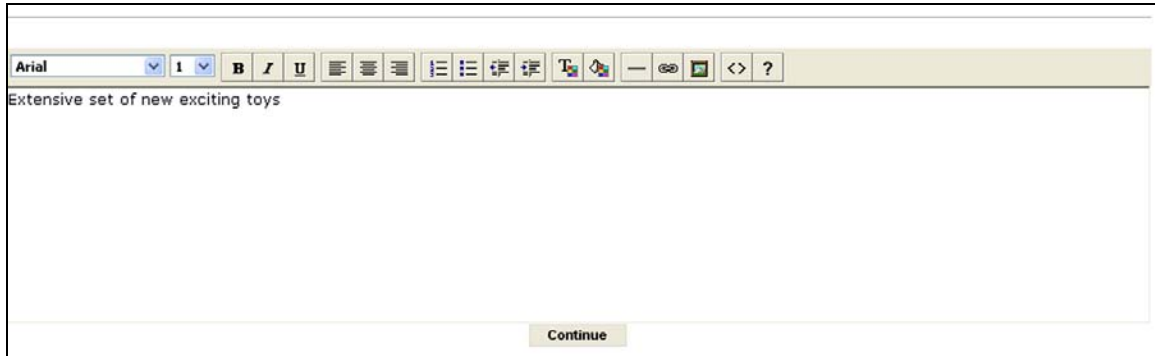 Arial 1 B I U T <> ?
Extensive set of new exciting toys
Continue